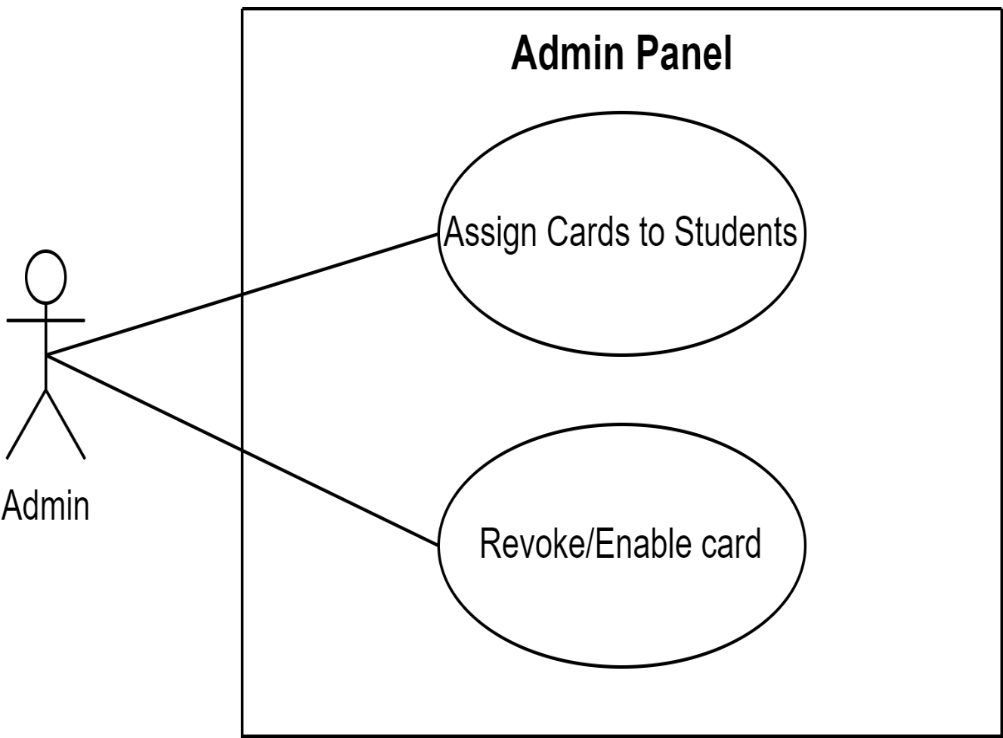 Admin Panel
Assign Cards to Students
Admin
Revoke/Enable card